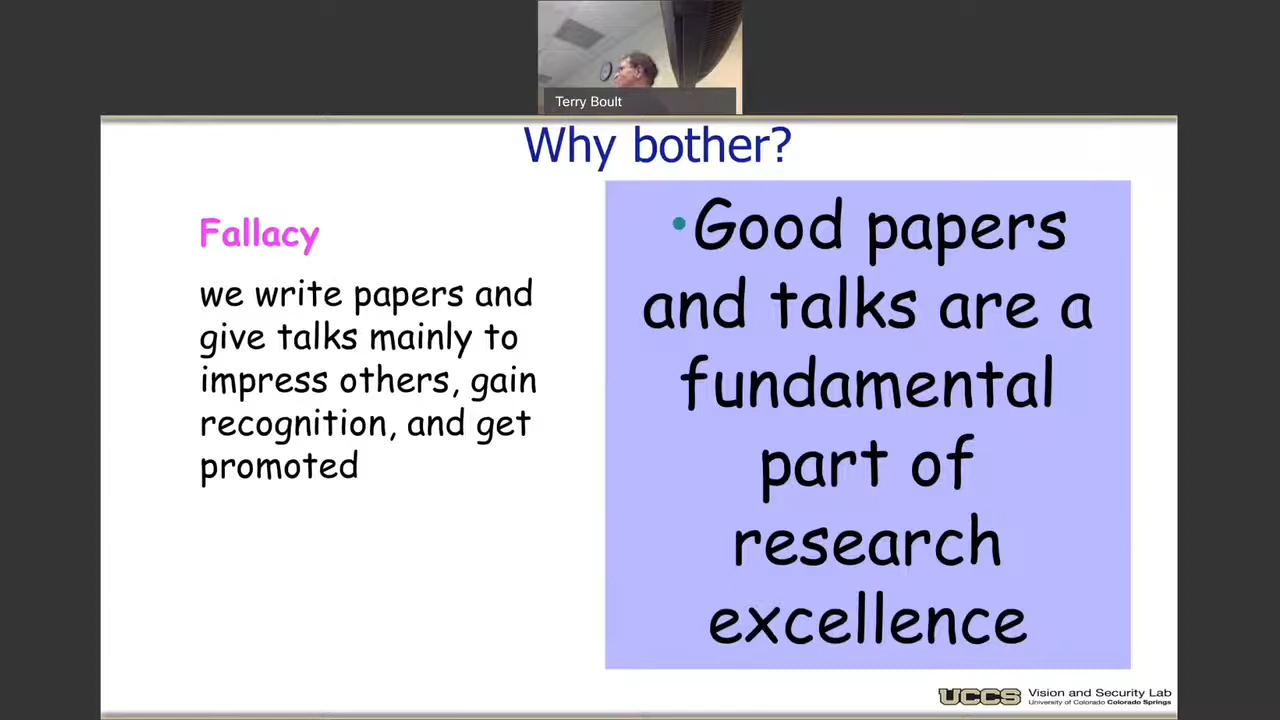 Terry Boult
Why bother?
Fallacy
we write papers and
give talks mainly to
impress others, gain
recognition, and get
promoted
•Good papers
and talks are a
fundamental
part of
research
excellence
UCCS
Vision and Security Lab
University of Colorado Colorado Springs